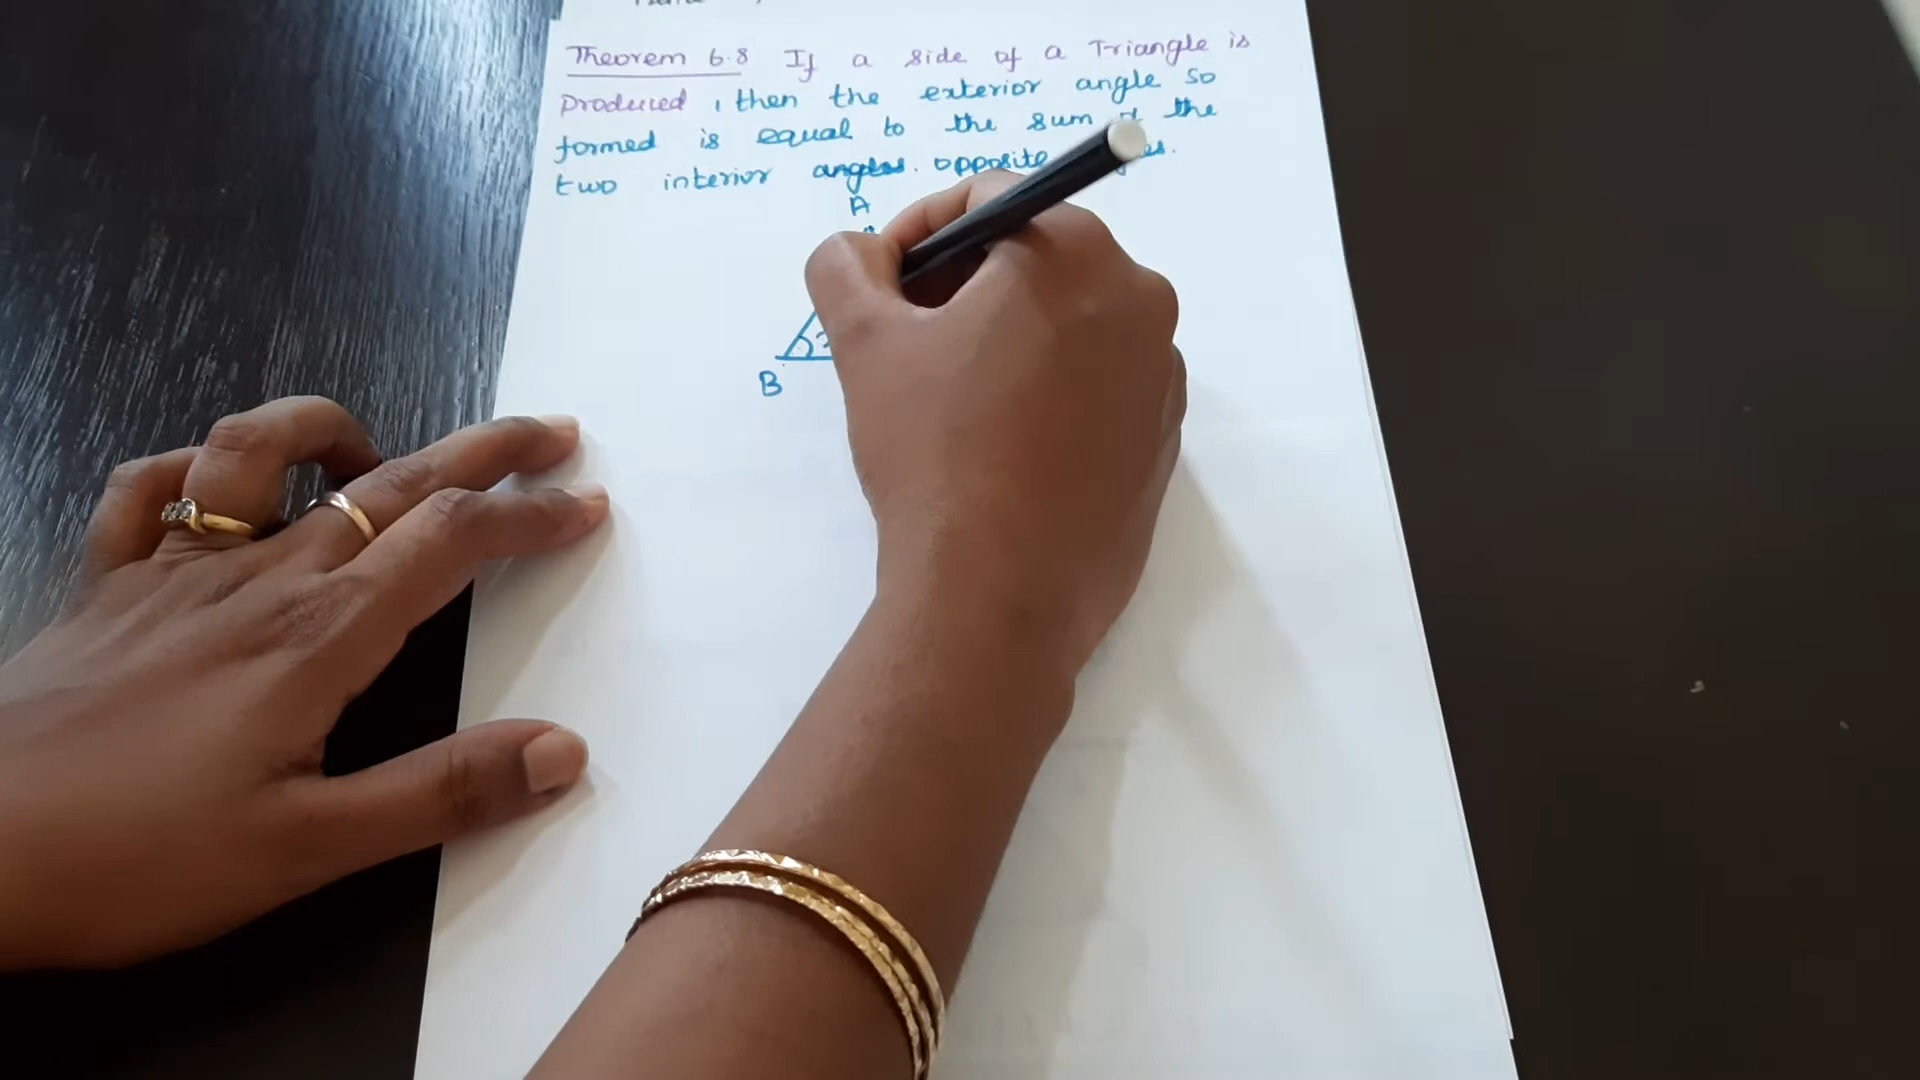 Theorem 6.8 If a side of a Triangle is
produced, then the exterior angle so
formed is equal to the sum the
two interior angles. opposite
A
B